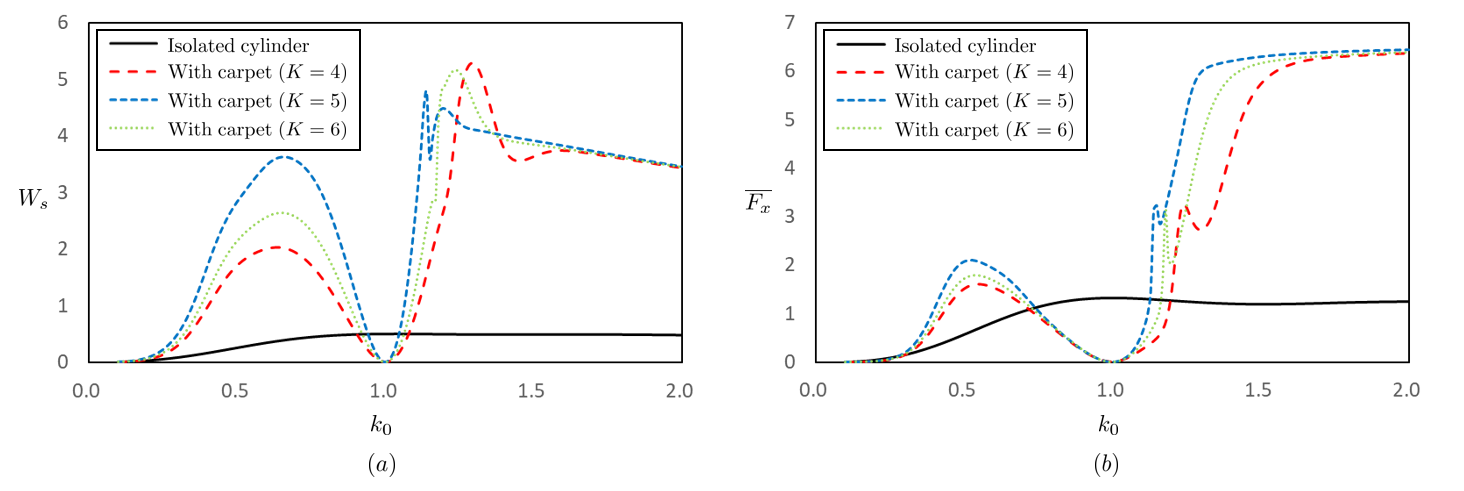 6
5
4
3
2
1
0
W_s
Isolated cylinder
With carpet (K = 4)
With carpet (K = 5)
With carpet (K = 6)
0.0 0.5 1.0 1.5 2.0
k_0
(a)
7
6
5
4
3
2
1
0
\overline{F_x}
Isolated cylinder
With carpet (K = 4)
With carpet (K = 5)
With carpet (K = 6)
0.0 0.5 1.0 1.5 2.0
k_0
(b)